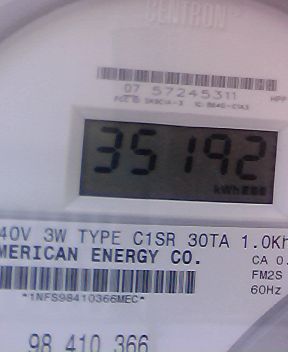 CENTRON
07 57245311
35192
kWh
40V 3W TYPE C1SR 30TA 1.0Kh
MERICAN ENERGY CO.
CA 0.
FM2S
60Hz
*1NFS98410366MEC*
98 410 366